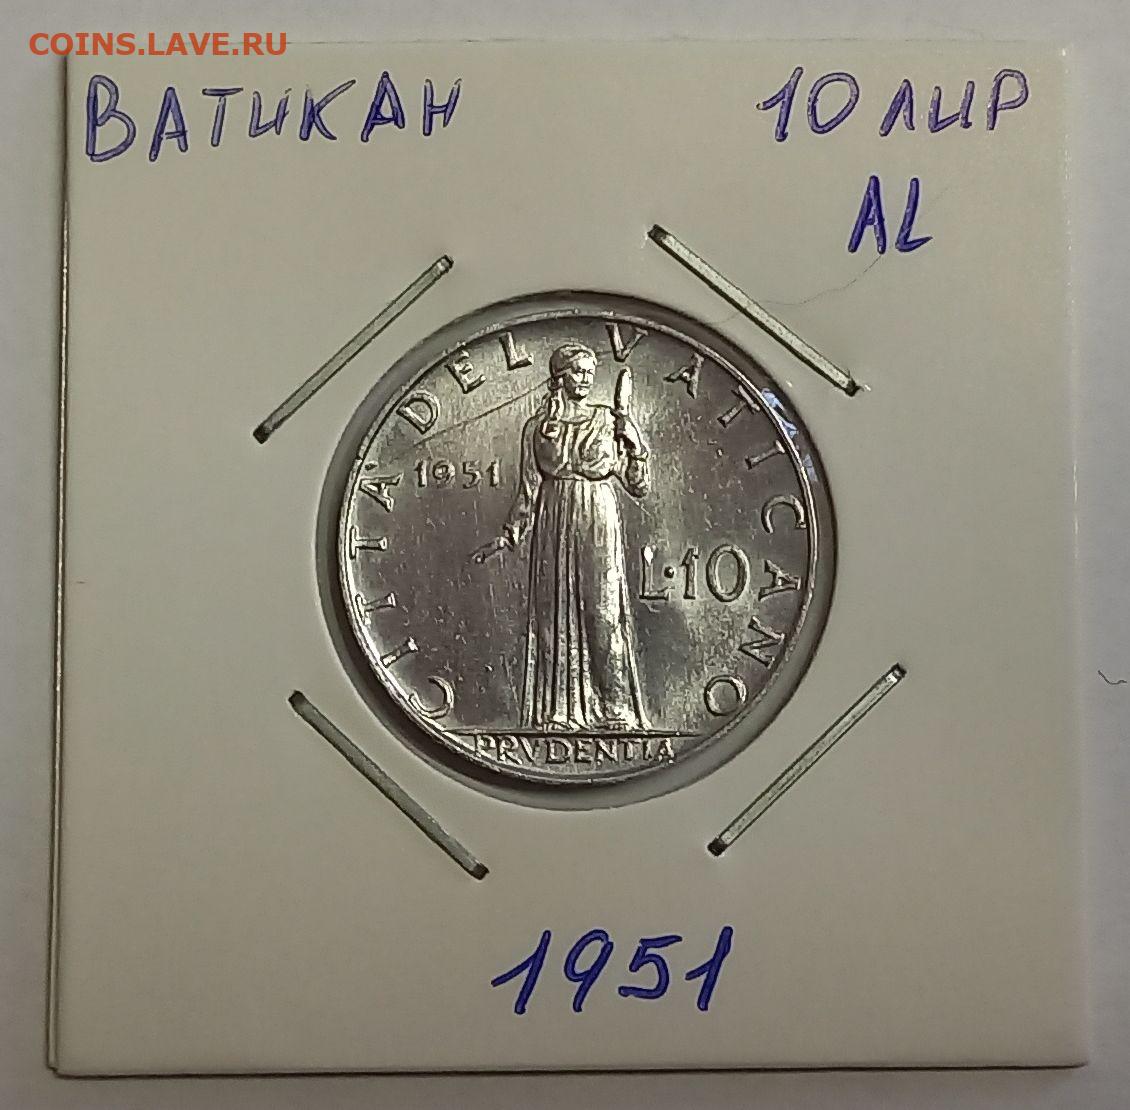 COINS.LAVE.RU
ВАТИКАН 10 ЛИР
AL
CITTA' DEL VATICANO
1951
L·10
PRVDENTIA
1951